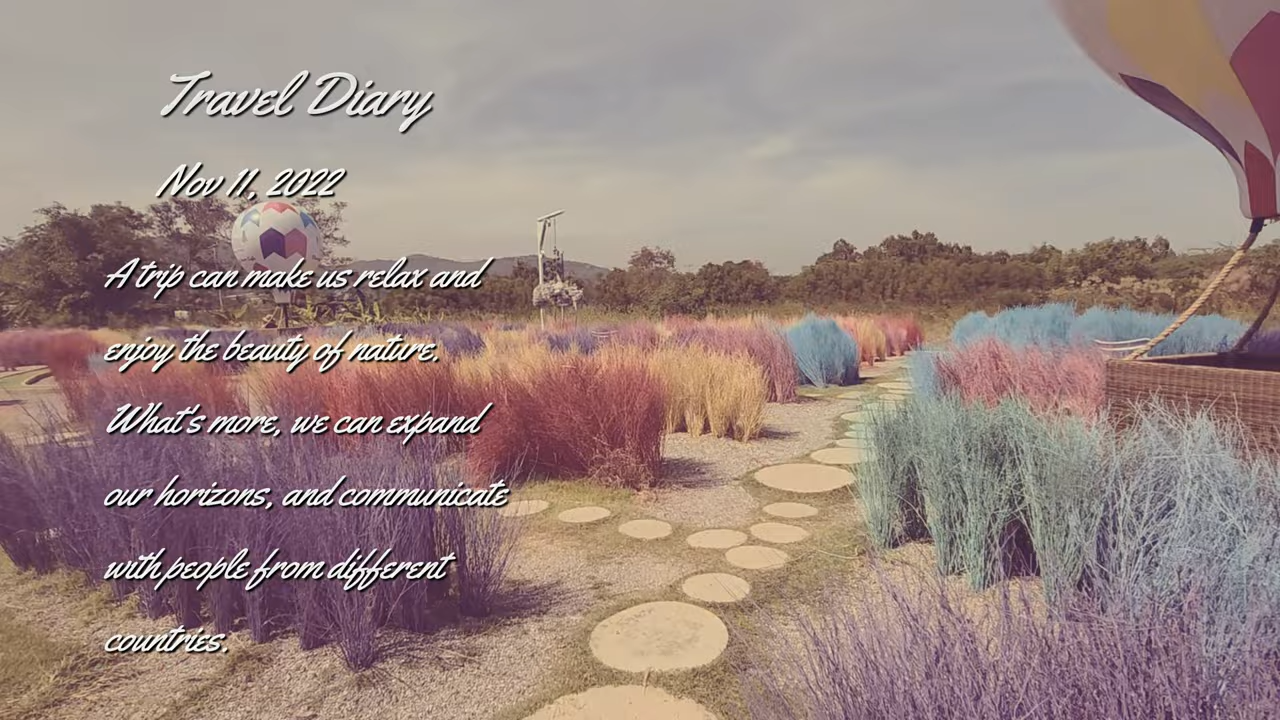 Travel Diary
Nov 11, 2022
A trip can make us relax and
enjoy the beauty of nature.
What's more, we can expand
our horizons, and communicate
with people from different
countries.